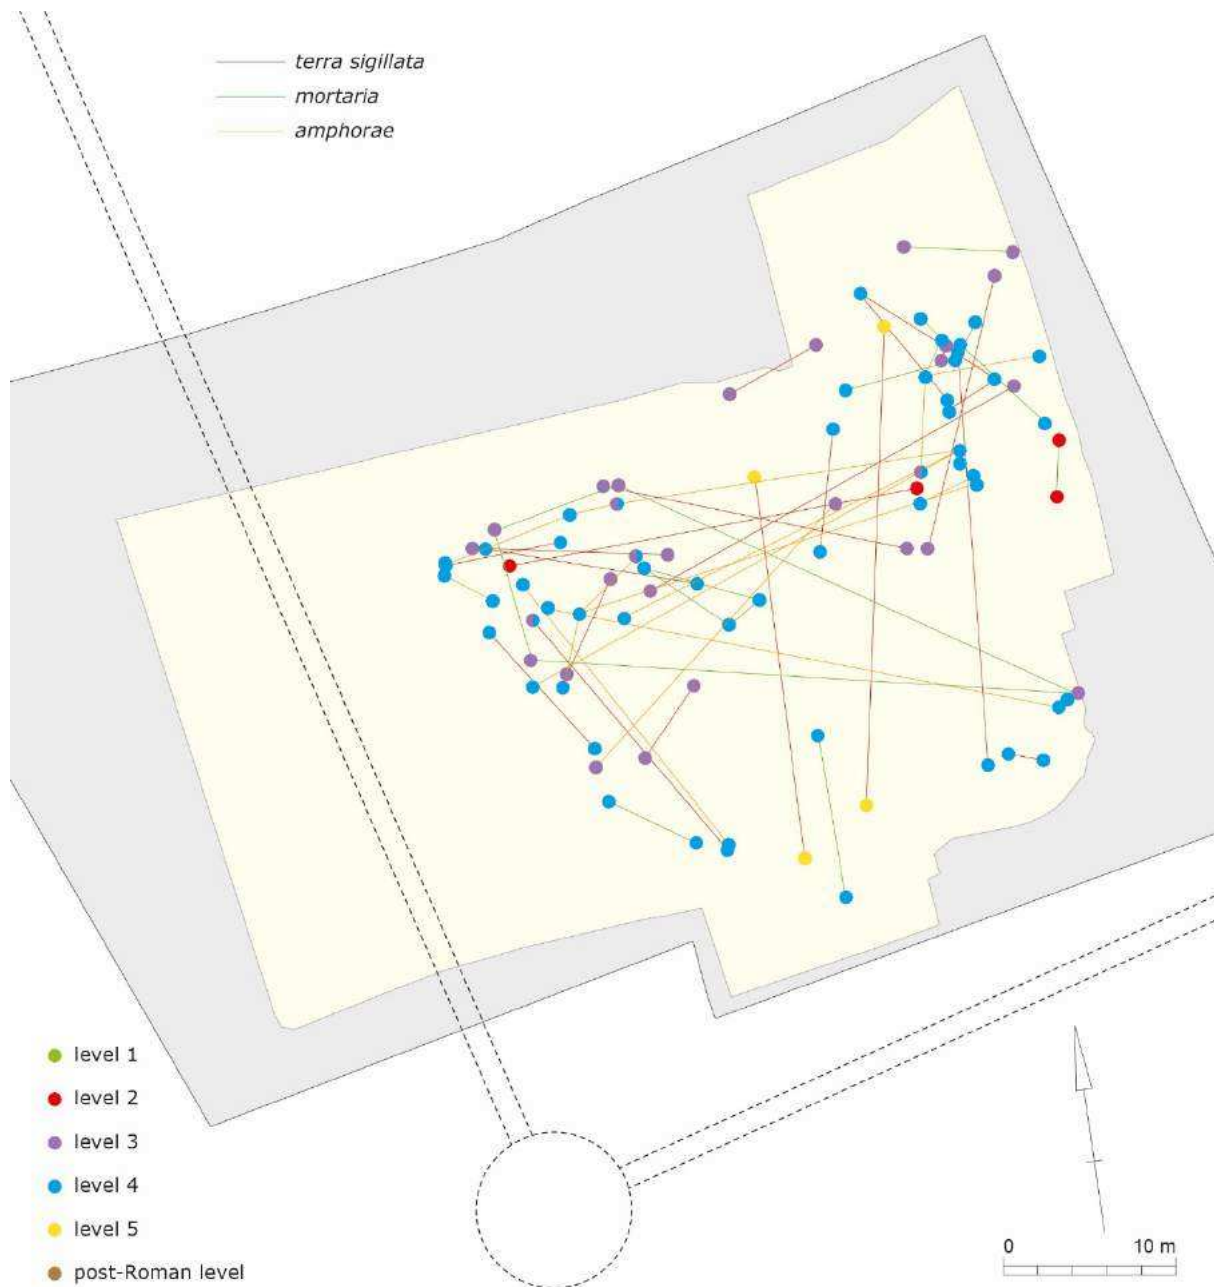 terra sigillata
mortaria
amphorae
level 1
level 2
level 3
level 4
level 5
post-Roman level
0 10 m